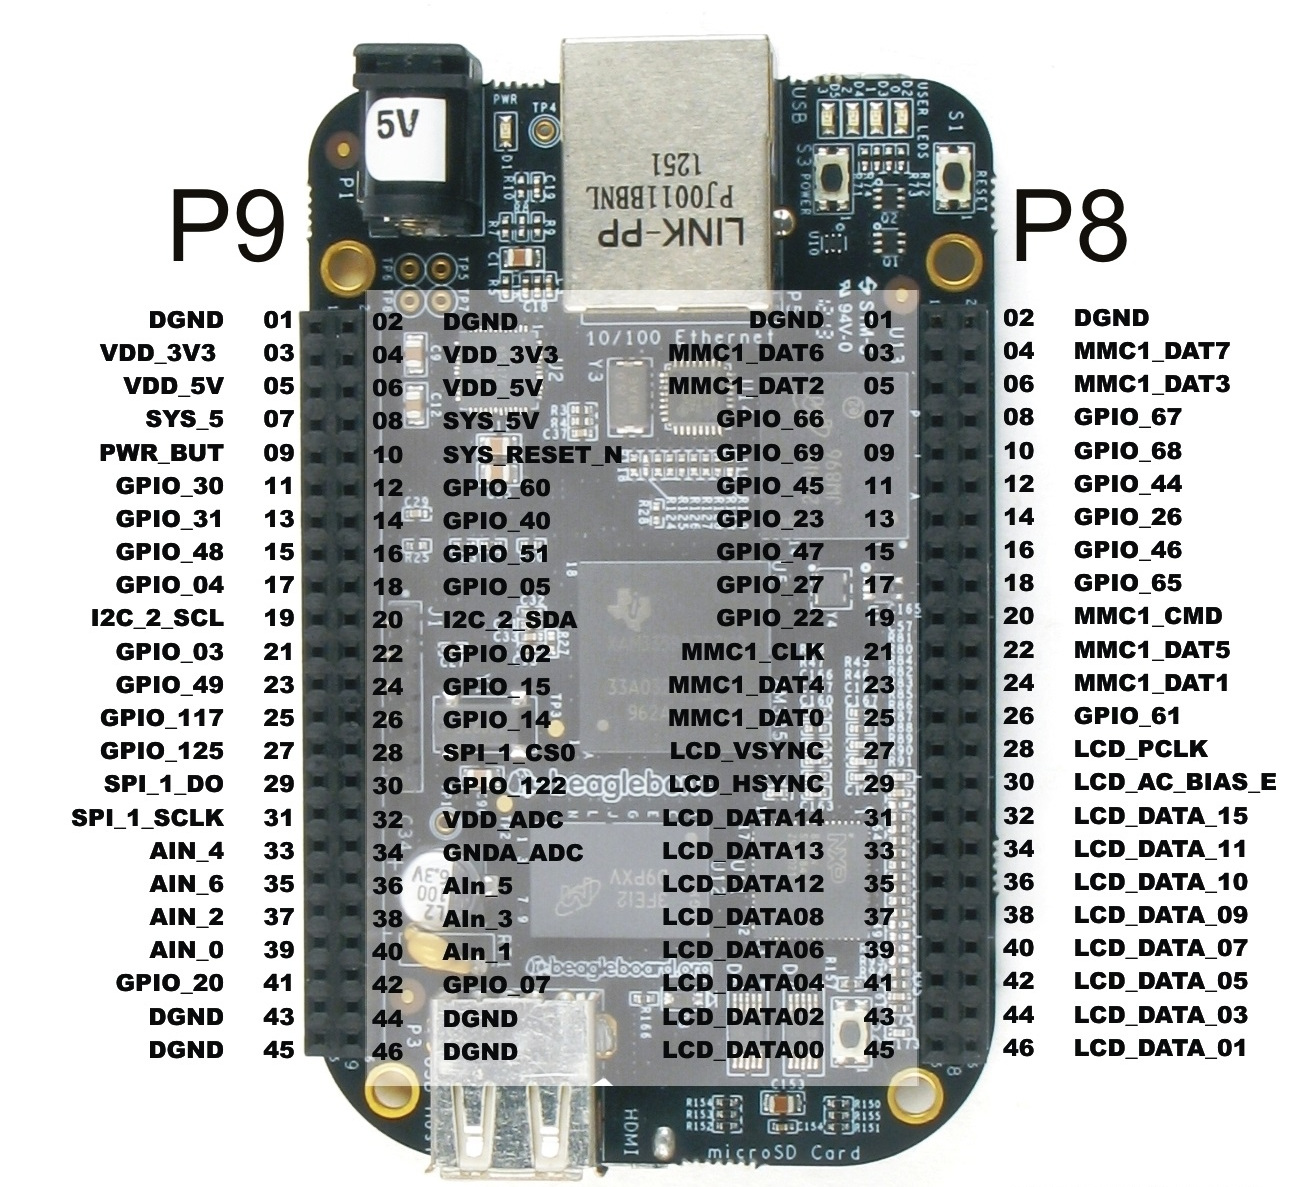 5V
PWR
TP4
LINK-PP
PJ0011BBNL
1251
USB
USER LEDS
S3
POWER
S1
RESET
P1
P9
P8
10/100 Ethernet
DGND 01 02 DGND DGND 01 02 DGND
VDD_3V3 03 04 VDD_3V3 MMC1_DAT6 03 04 MMC1_DAT7
VDD_5V 05 06 VDD_5V MMC1_DAT2 05 06 MMC1_DAT3
SYS_5 07 08 SYS_5V GPIO_66 07 08 GPIO_67
PWR_BUT 09 10 SYS_RESET_N GPIO_69 09 10 GPIO_68
GPIO_30 11 12 GPIO_60 GPIO_45 11 12 GPIO_44
GPIO_31 13 14 GPIO_40 GPIO_23 13 14 GPIO_26
GPIO_48 15 16 GPIO_51 GPIO_47 15 16 GPIO_46
GPIO_04 17 18 GPIO_05 GPIO_27 17 18 GPIO_65
I2C_2_SCL 19 20 I2C_2_SDA GPIO_22 19 20 MMC1_CMD
GPIO_03 21 22 GPIO_02 MMC1_CLK 21 22 MMC1_DAT5
GPIO_49 23 24 GPIO_15 MMC1_DAT4 23 24 MMC1_DAT1
GPIO_117 25 26 GPIO_14 MMC1_DAT0 25 26 GPIO_61
GPIO_125 27 28 SPI_1_CS0 LCD_VSYNC 27 28 LCD_PCLK
SPI_1_DO 29 30 GPIO_122 LCD_HSYNC 29 30 LCD_AC_BIAS_E
SPI_1_SCLK 31 32 VDD_ADC LCD_DATA14 31 32 LCD_DATA_15
AIN_4 33 34 GNDA_ADC LCD_DATA13 33 34 LCD_DATA_11
AIN_6 35 36 AIn_5 LCD_DATA12 35 36 LCD_DATA_10
AIN_2 37 38 AIn_3 LCD_DATA08 37 38 LCD_DATA_09
AIN_0 39 40 AIn_1 LCD_DATA06 39 40 LCD_DATA_07
GPIO_20 41 42 GPIO_07 LCD_DATA04 41 42 LCD_DATA_05
DGND 43 44 DGND LCD_DATA02 43 44 LCD_DATA_03
DGND 45 46 DGND LCD_DATA00 45 46 LCD_DATA_01
beagleboard.org
P3
HDMI
R154
R153
R152
C153
C154
R150
R155
R151
microSD Card